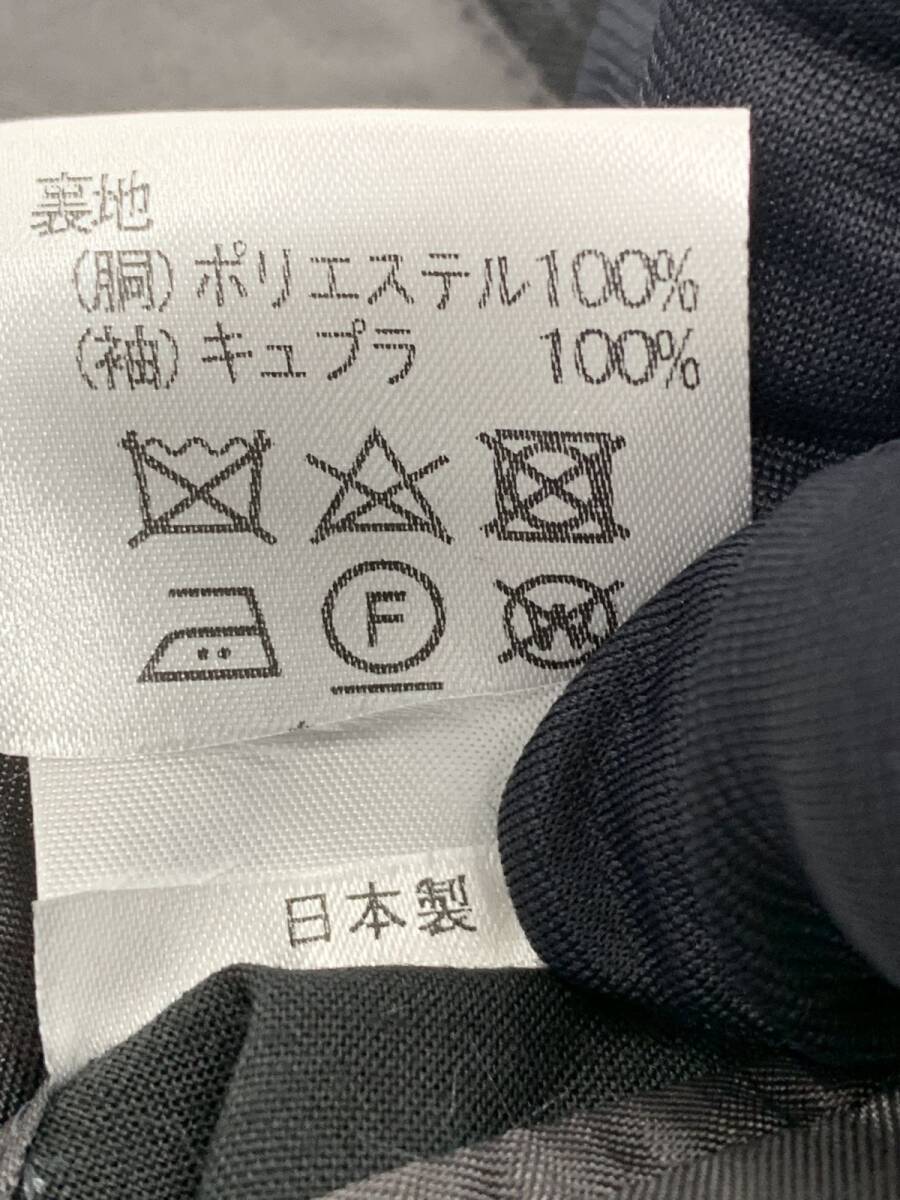 裏地
(胴)ポリエステル100%
(袖)キュプラ 100%
F
W
日本製